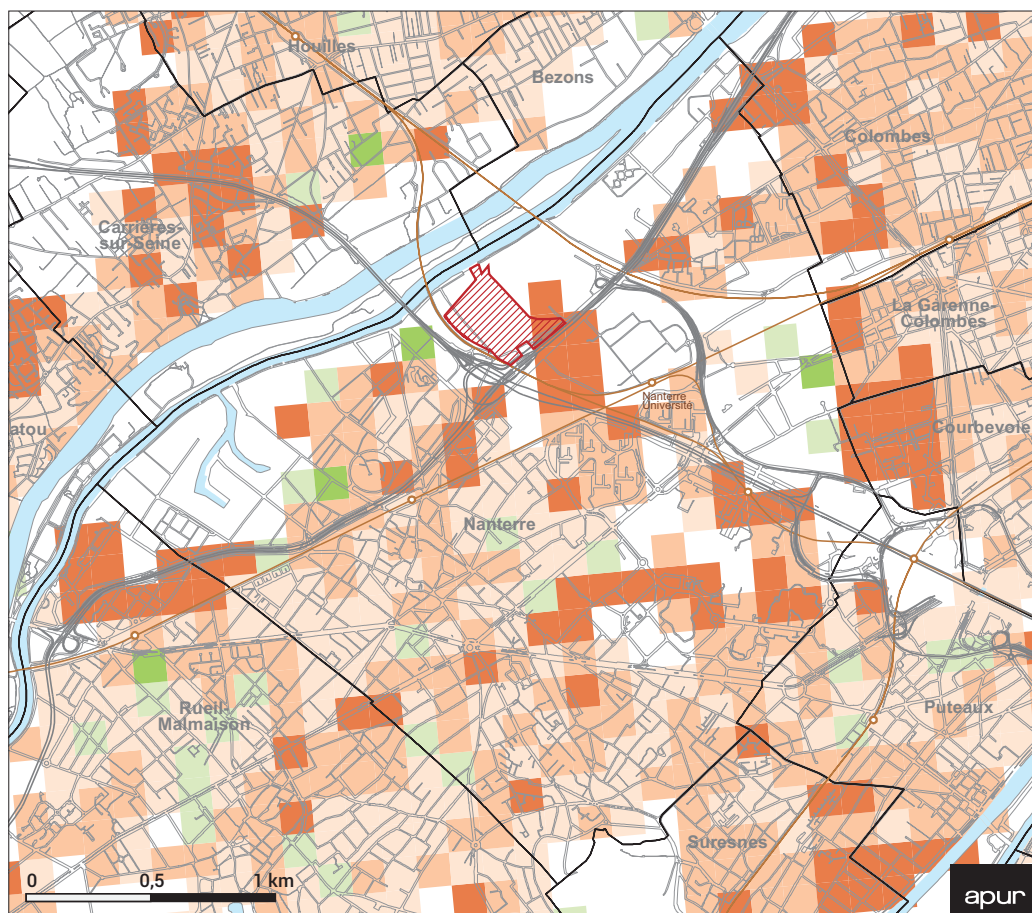 Houilles
Bezons
Colombes
Carrières-
sur-Seine
La Garenne-
Colombes
Nanterre
Université
atou
Courbevoie
Nanterre
Rueil-
Malmaison
Puteaux
Suresnes
0 0,5 1 km
apur